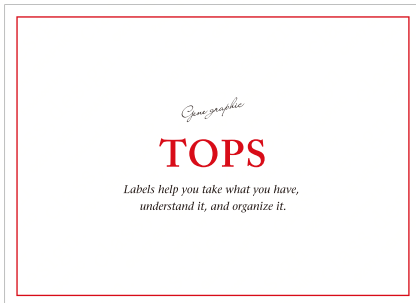 Gene graphic
TOPS
Labels help you take what you have,
understand it, and organize it.